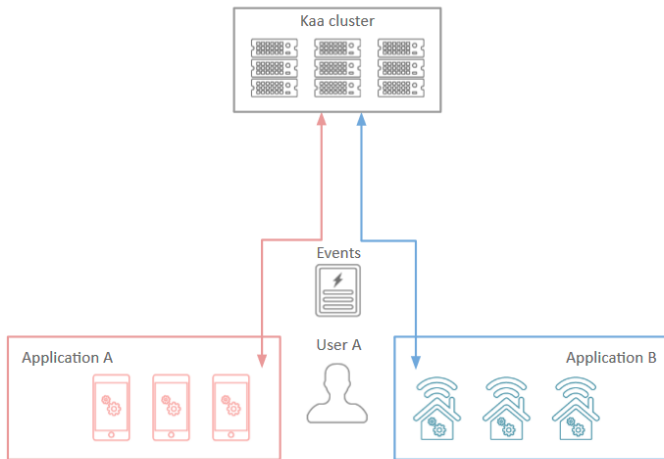 Kaa cluster
Events
User A
Application A
Application B